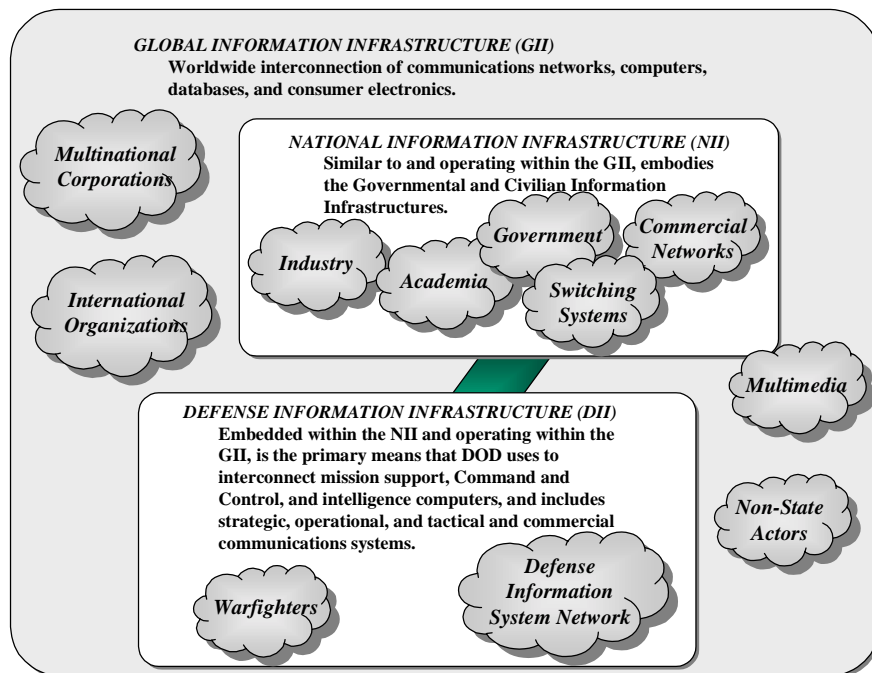 GLOBAL INFORMATION INFRASTRUCTURE (GII)
Worldwide interconnection of communications networks, computers,
databases, and consumer electronics.
Multinational
Corporations
International
Organizations
NATIONAL INFORMATION INFRASTRUCTURE (NII)
Similar to and operating within the GII, embodies
the Governmental and Civilian Information
Infrastructures.
Industry
Academia
Government
Switching
Systems
Commercial
Networks
Multimedia
Non-State
Actors
DEFENSE INFORMATION INFRASTRUCTURE (DII)
Embedded within the NII and operating within the
GII, is the primary means that DOD uses to
interconnect mission support, Command and
Control, and intelligence computers, and includes
strategic, operational, and tactical and commercial
communications systems.
Warfighters
Defense
Information
System Network